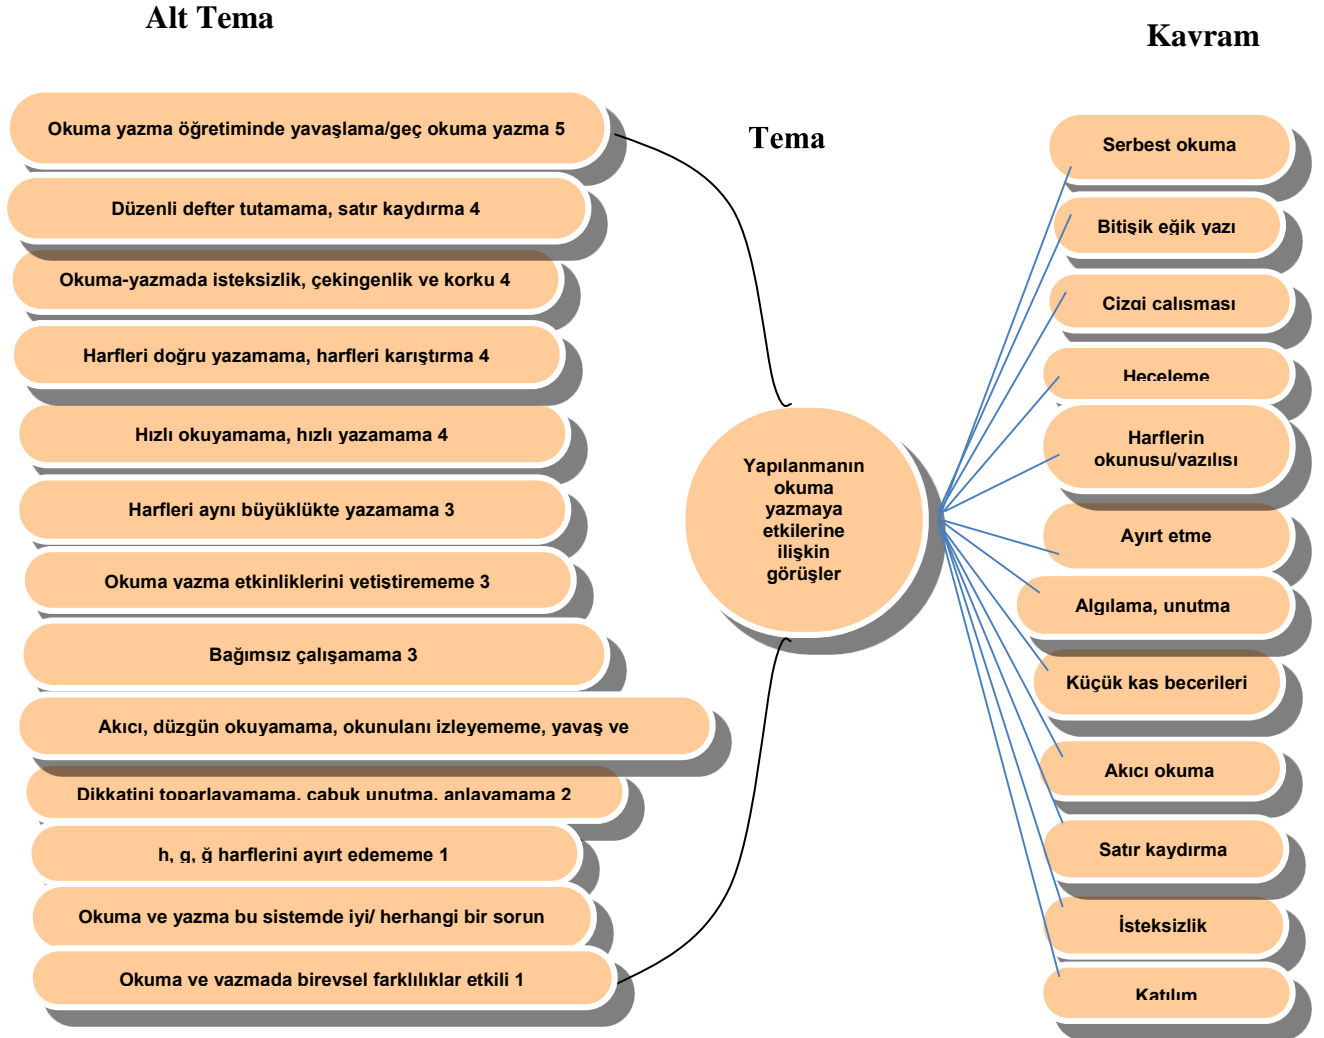 Alt Tema
Kavram
Tema
Okuma yazma öğretiminde yavaşlama/geç okuma yazma 5
Düzenli defter tutamama, satır kaydırma 4
Okuma-yazmada isteksizlik, çekingenlik ve korku 4
Harfleri doğru yazamama, harfleri karıştırma 4
Hızlı okuyamama, hızlı yazamama 4
Harfleri aynı büyüklükte yazamama 3
Okuma yazma etkinliklerini yetiştirememe 3
Bağımsız çalışamama 3
Akıcı, düzgün okuyamama, okunulanı izleyememe, yavaş ve
Dikkatini toparlayamama, çabuk unutma, anlayamama 2
h, g, ğ harflerini ayırt edememe 1
Okuma ve yazma bu sistemde iyi/ herhangi bir sorun
Okuma ve yazmada bireysel farklılıklar etkili 1
Yapılanmanın
okuma
yazmaya
etkilerine
ilişkin
görüşler
Serbest okuma
Bitişik eğik yazı
Çizgi çalışması
Heceleme
Harflerin
okunuşu/yazılışı
Ayırt etme
Algılama, unutma
Küçük kas becerileri
Akıcı okuma
Satır kaydırma
İsteksizlik
Katılım